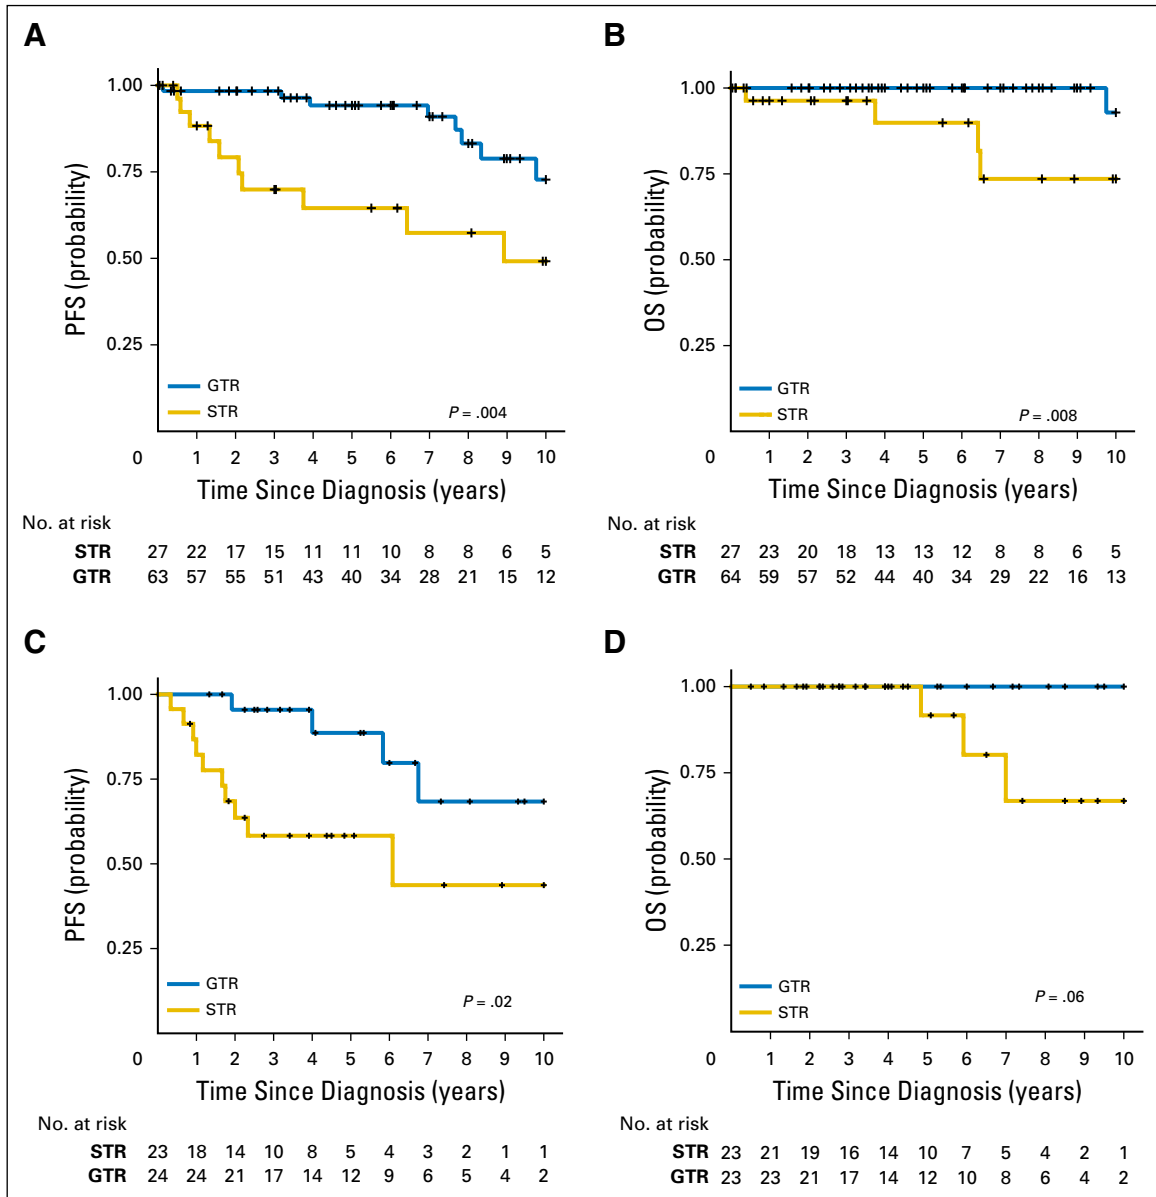 A
1.00
0.75
0.50
0.25
PFS (probability)
GTR
STR
P = .004
0 1 2 3 4 5 6 7 8 9 10
Time Since Diagnosis (years)
No. at risk
STR 27 22 17 15 11 11 10 8 8 6 5
GTR 63 57 55 51 43 40 34 28 21 15 12
B
1.00
0.75
0.50
0.25
OS (probability)
GTR
STR
P = .008
0 1 2 3 4 5 6 7 8 9 10
Time Since Diagnosis (years)
No. at risk
STR 27 23 20 18 13 13 12 8 8 6 5
GTR 64 59 57 52 44 40 34 29 22 16 13
C
1.00
0.75
0.50
0.25
PFS (probability)
GTR
STR
P = .02
0 1 2 3 4 5 6 7 8 9 10
Time Since Diagnosis (years)
No. at risk
STR 23 18 14 10 8 5 4 3 2 1 1
GTR 24 24 21 17 14 12 9 6 5 4 2
D
1.00
0.75
0.50
0.25
OS (probability)
GTR
STR
P = .06
0 1 2 3 4 5 6 7 8 9 10
Time Since Diagnosis (years)
No. at risk
STR 23 21 19 16 14 10 7 5 4 2 1
GTR 23 23 21 17 14 12 10 8 6 4 2